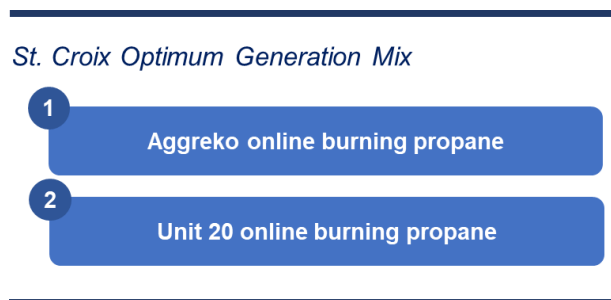 St. Croix Optimum Generation Mix
1
Aggreko online burning propane
2
Unit 20 online burning propane